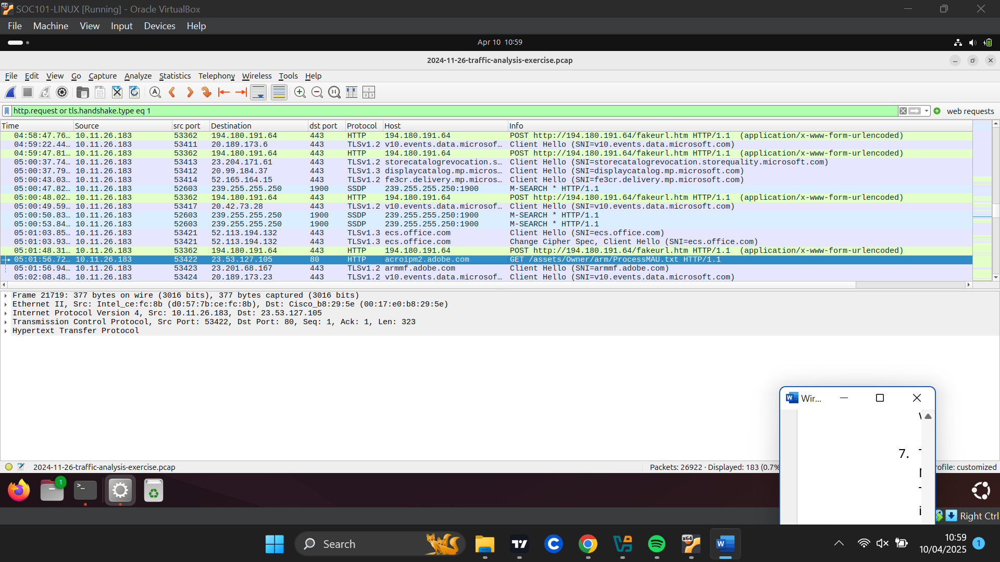 SOC101-LINUX [Running] - Oracle VirtualBox
File Machine View Input Devices Help
Apr 10 10:59
2024-11-26-traffic-analysis-exercise.pcap
File Edit View Go Capture Analyze Statistics Telephony Wireless Tools Help
http.request or tls.handshake.type eq 1 web requests
Time Source src port Destination dst port Protocol Host Info
04:58:47.76… 10.11.26.183 53362 194.180.191.64 443 HTTP 194.180.191.64 POST http://194.180.191.64/fakeurl.htm HTTP/1.1 (application/x-www-form-urlencoded)
04:59:22.44… 10.11.26.183 53411 20.189.173.6 443 TLSv1.2 v10.events.data.microsof… Client Hello (SNI=v10.events.data.microsoft.com)
04:59:47.81… 10.11.26.183 53362 194.180.191.64 443 HTTP 194.180.191.64 POST http://194.180.191.64/fakeurl.htm HTTP/1.1 (application/x-www-form-urlencoded)
05:00:37.74… 10.11.26.183 53413 23.204.171.61 443 TLSv1.2 storecatalogrevocation.s… Client Hello (SNI=storecatalogrevocation.storequality.microsoft.com)
05:00:37.79… 10.11.26.183 53412 20.99.184.37 443 TLSv1.3 displaycatalog.mp.micros… Client Hello (SNI=displaycatalog.mp.microsoft.com)
05:00:43.03… 10.11.26.183 53414 52.165.164.15 443 TLSv1.2 fe3cr.delivery.mp.micros… Client Hello (SNI=fe3cr.delivery.mp.microsoft.com)
05:00:47.82… 10.11.26.183 52603 239.255.255.250 1900 SSDP 239.255.255.250:1900 M-SEARCH * HTTP/1.1
05:00:48.02… 10.11.26.183 53362 194.180.191.64 443 HTTP 194.180.191.64 POST http://194.180.191.64/fakeurl.htm HTTP/1.1 (application/x-www-form-urlencoded)
05:00:49.59… 10.11.26.183 53417 20.42.73.28 443 TLSv1.2 v10.events.data.microsof… Client Hello (SNI=v10.events.data.microsoft.com)
05:00:50.83… 10.11.26.183 52603 239.255.255.250 1900 SSDP 239.255.255.250:1900 M-SEARCH * HTTP/1.1
05:00:53.84… 10.11.26.183 52603 239.255.255.250 1900 SSDP 239.255.255.250:1900 M-SEARCH * HTTP/1.1
05:01:03.85… 10.11.26.183 53421 52.113.194.132 443 TLSv1.3 ecs.office.com Client Hello (SNI=ecs.office.com)
05:01:03.93… 10.11.26.183 53421 52.113.194.132 443 TLSv1.3 ecs.office.com Change Cipher Spec, Client Hello (SNI=ecs.office.com)
05:01:48.31… 10.11.26.183 53362 194.180.191.64 443 HTTP 194.180.191.64 POST http://194.180.191.64/fakeurl.htm HTTP/1.1 (application/x-www-form-urlencoded)
05:01:56.72… 10.11.26.183 53422 23.53.127.105 80 HTTP acroipm2.adobe.com GET /assets/Owner/arm/ProcessMAU.txt HTTP/1.1
05:01:56.94… 10.11.26.183 53423 23.201.68.167 443 TLSv1.2 armmf.adobe.com Client Hello (SNI=armmf.adobe.com)
05:02:08.48… 10.11.26.183 53424 20.189.173.23 443 TLSv1.2 v10.events.data.microsof… Client Hello (SNI=v10.events.data.microsoft.com)
Frame 21719: 377 bytes on wire (3016 bits), 377 bytes captured (3016 bits)
Ethernet II, Src: Intel_ce:fc:8b (d0:57:7b:ce:fc:8b), Dst: Cisco_b8:29:5e (00:17:e0:b8:29:5e)
Internet Protocol Version 4, Src: 10.11.26.183, Dst: 23.53.127.105
Transmission Control Protocol, Src Port: 53422, Dst Port: 80, Seq: 1, Ack: 1, Len: 323
Hypertext Transfer Protocol
Wir...
7.
2024-11-26-traffic-analysis-exercise.pcap Packets: 26922 · Displayed: 183 (0.7% rofile: customized
1
Right Ctrl
Search
10:59
10/04/2025
1